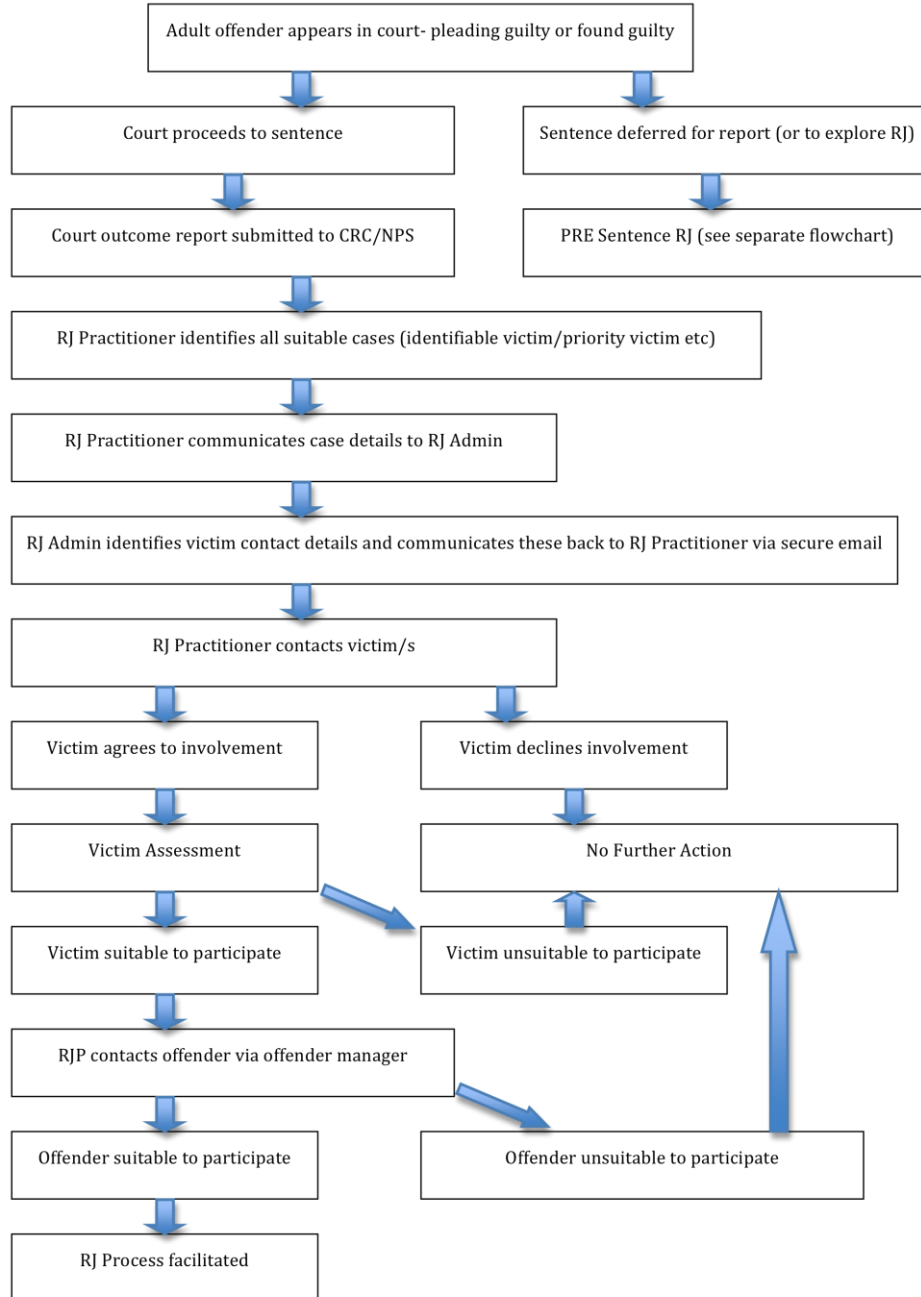 Adult offender appears in court- pleading guilty or found guilty
Court proceeds to sentence
Sentence deferred for report (or to explore RJ)
Court outcome report submitted to CRC/NPS
PRE Sentence RJ (see separate flowchart)
RJ Practitioner identifies all suitable cases (identifiable victim/priority victim etc)
RJ Practitioner communicates case details to RJ Admin
RJ Admin identifies victim contact details and communicates these back to RJ Practitioner via secure email
RJ Practitioner contacts victim/s
Victim agrees to involvement
Victim declines involvement
Victim Assessment
No Further Action
Victim suitable to participate
Victim unsuitable to participate
RJP contacts offender via offender manager
Offender suitable to participate
Offender unsuitable to participate
RJ Process facilitated